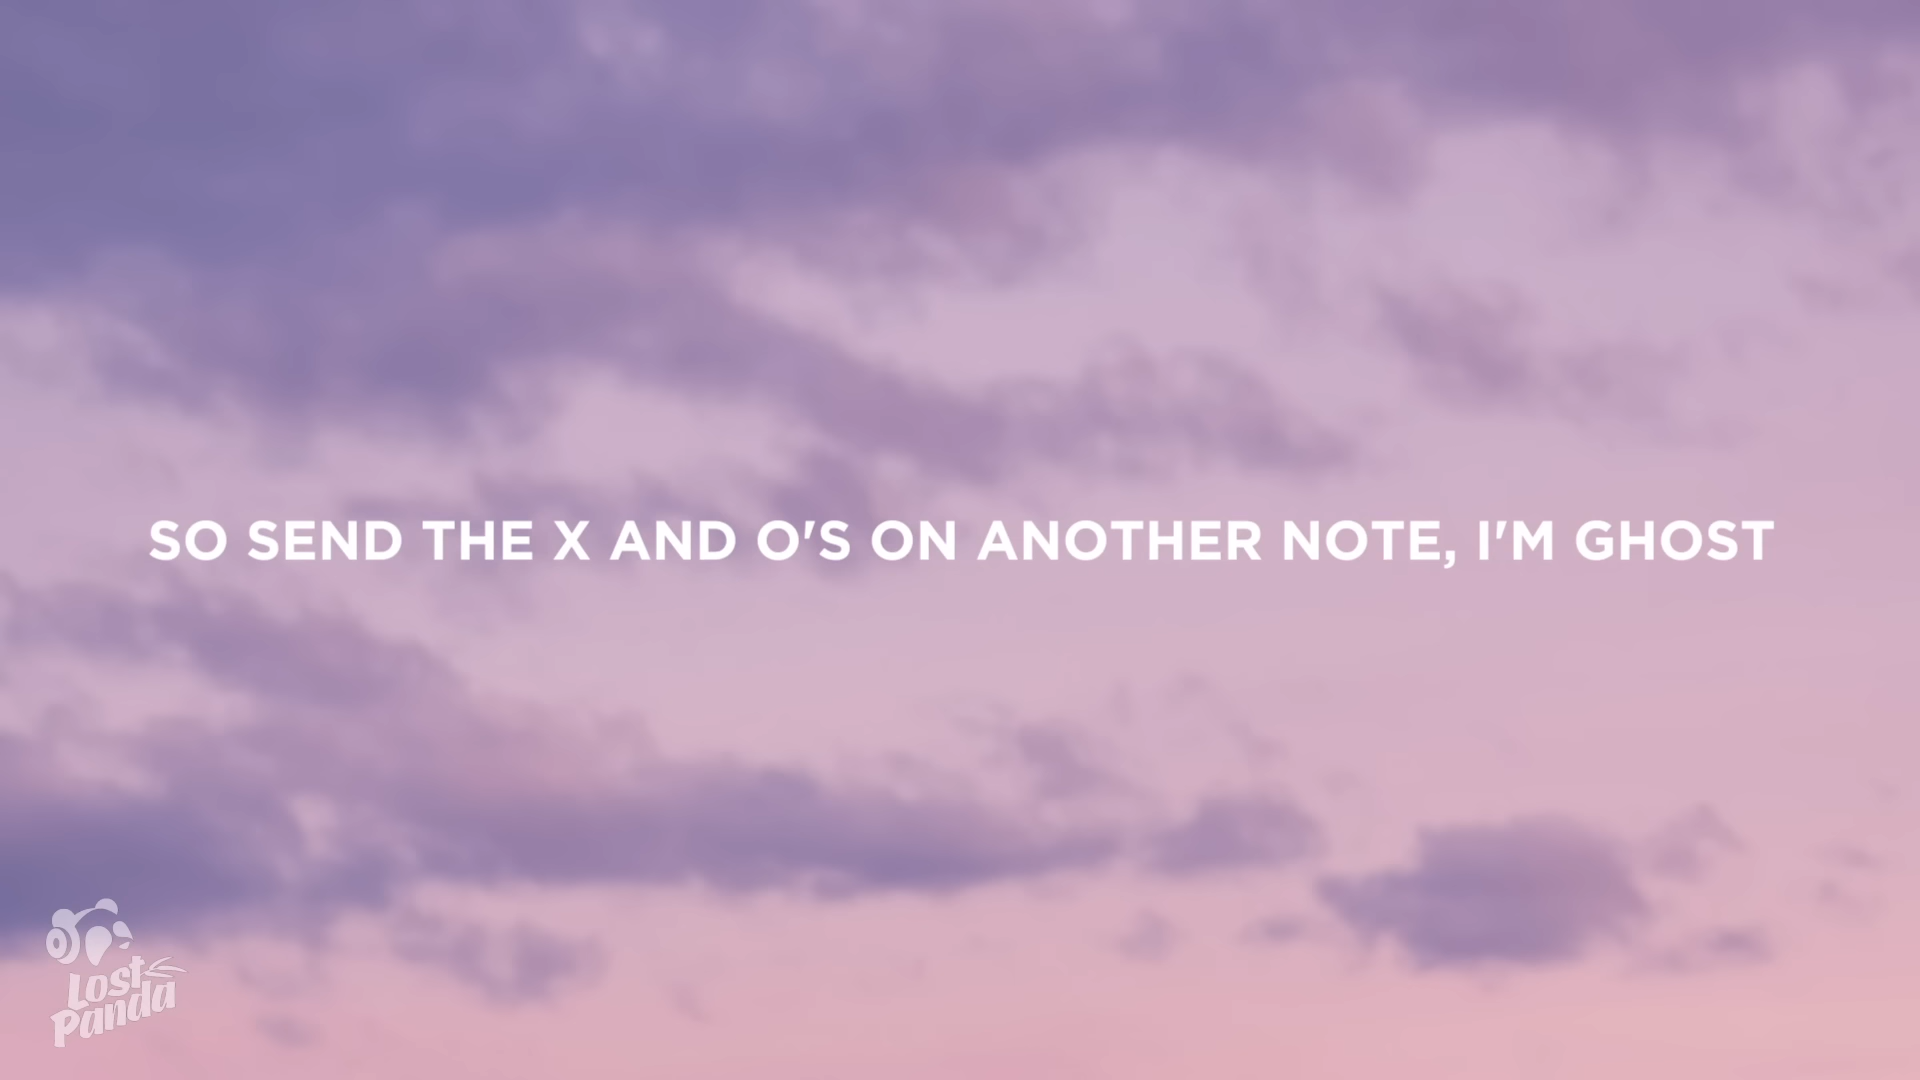 SO SEND THE X AND O'S ON ANOTHER NOTE, I'M GHOST
Lost
Panda